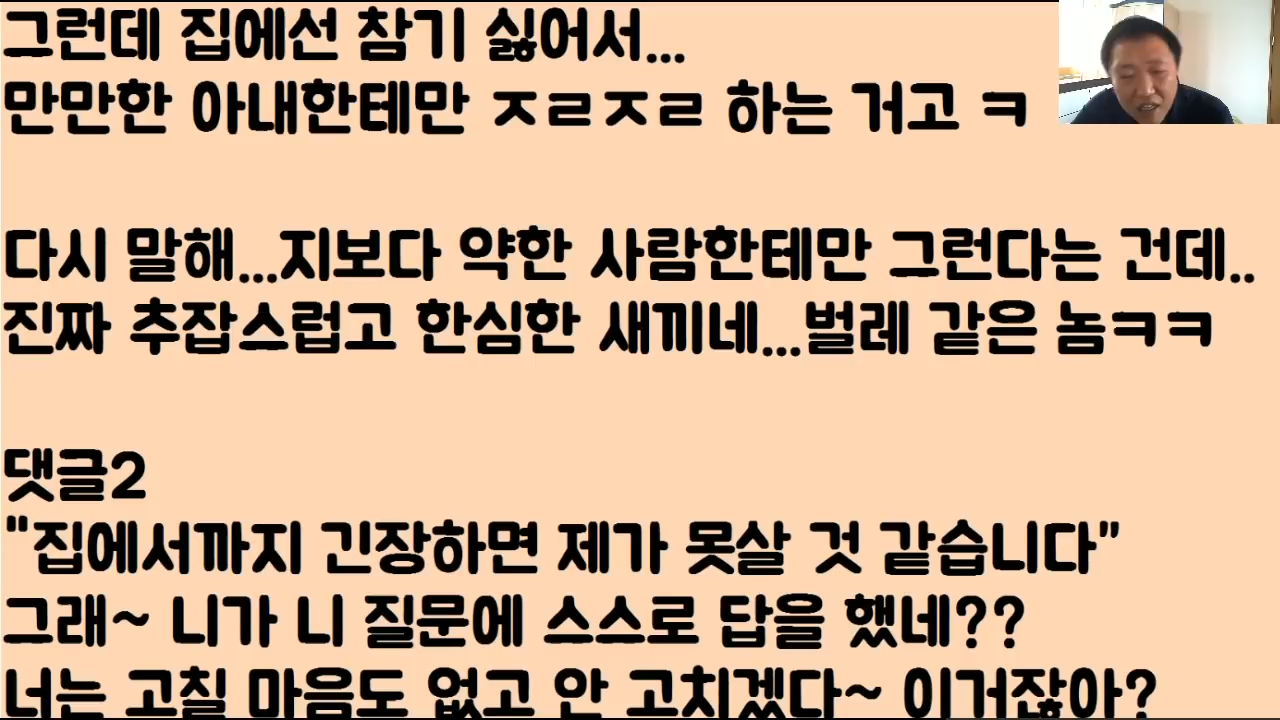 그런데 집에선 참기 싫어서...
만만한 아내한테만 ㅈㄹㅈㄹ 하는 거고 ㅋ
다시 말해...지보다 약한 사람한테만 그런다는 건데..
진짜 추잡스럽고 한심한 새끼네...벌레 같은 놈ㅋㅋ
댓글2
"집에서까지 긴장하면 제가 못살 것 같습니다"
그래~ 니가 니 질문에 스스로 답을 했네??
너는 고칠 마음도 없고 안 고치겠다~ 이거잖아?